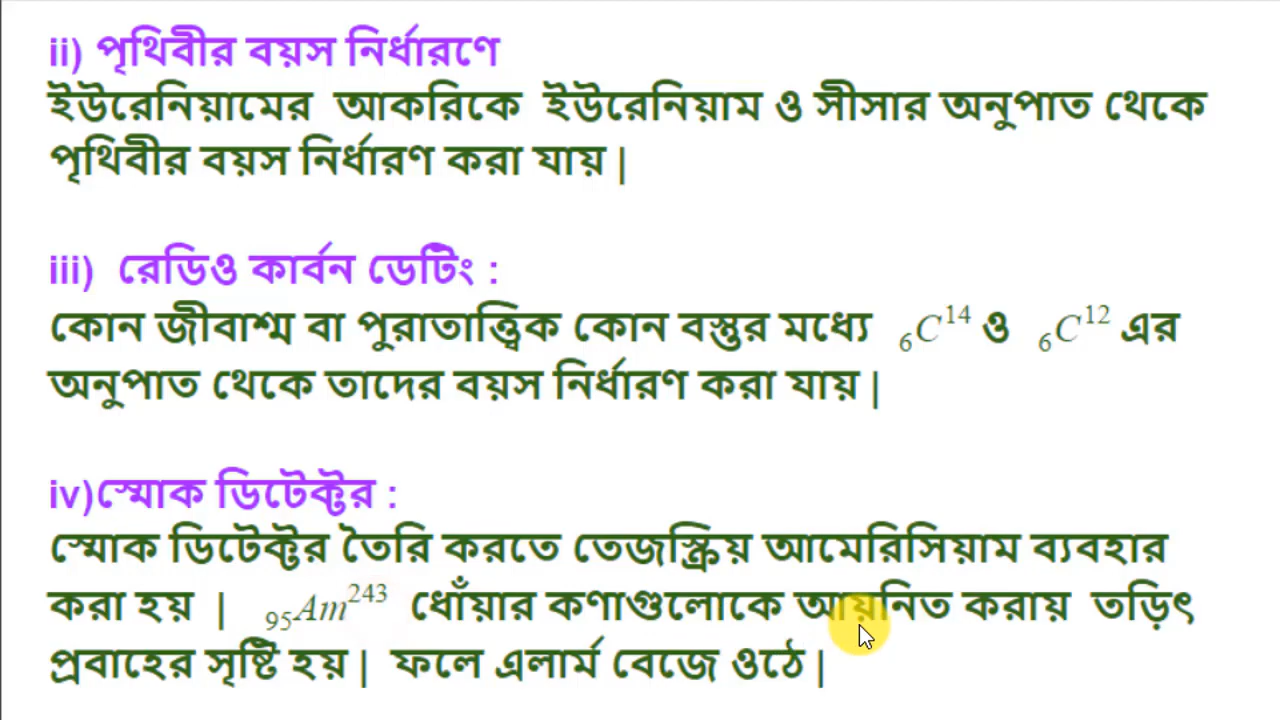 ii) পৃথিবীর বয়স নির্ধারণে
ইউরেনিয়ামের আকরিকে ইউরেনিয়াম ও সীসার অনুপাত থেকে
পৃথিবীর বয়স নির্ধারণ করা যায় |
iii) রেডিও কার্বন ডেটিং :
কোন জীবাশ্ম বা পুরাতাত্ত্বিক কোন বস্তুর মধ্যে ₆C¹⁴ ও ₆C¹² এর
অনুপাত থেকে তাদের বয়স নির্ধারণ করা যায় |
iv)স্মোক ডিটেক্টর :
স্মোক ডিটেক্টর তৈরি করতে তেজস্ক্রিয় আমেরিসিয়াম ব্যবহার
করা হয় | ₉₅Am²⁴³ ধোঁয়ার কণাগুলোকে আয়নিত করায় তড়িৎ
প্রবাহের সৃষ্টি হয় | ফলে এলার্ম বেজে ওঠে |